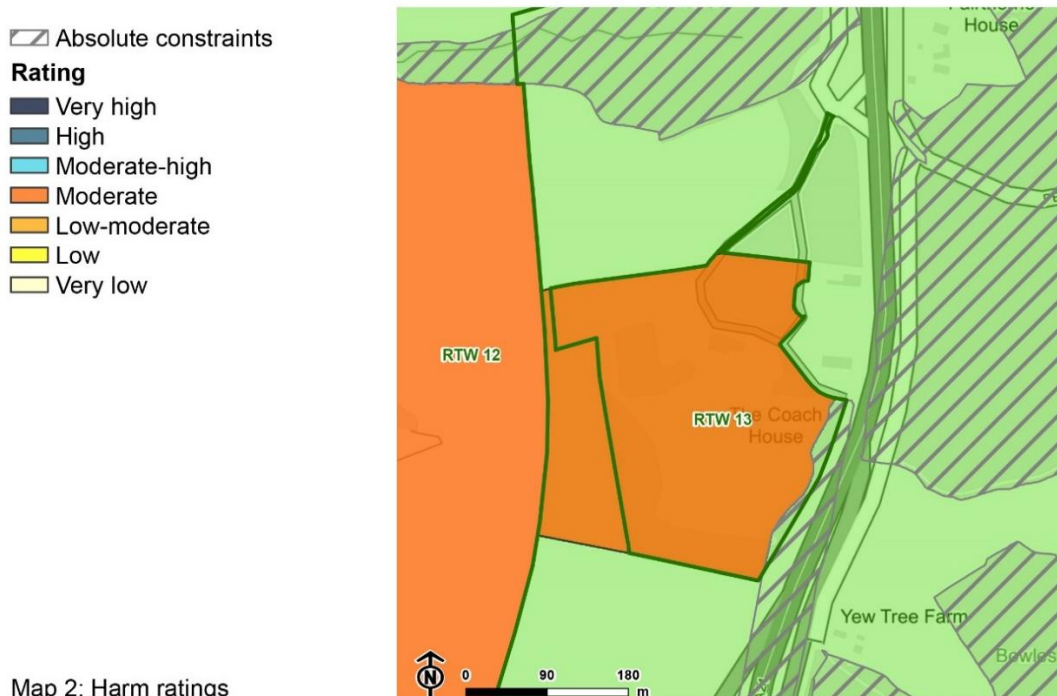 Absolute constraints
Rating
Very high
High
Moderate-high
Moderate
Low-moderate
Low
Very low
House
RTW 12
RTW 13
The Coach
House
Yew Tree Farm
Bowles
N
0 90 180
m
Map 2: Harm ratings